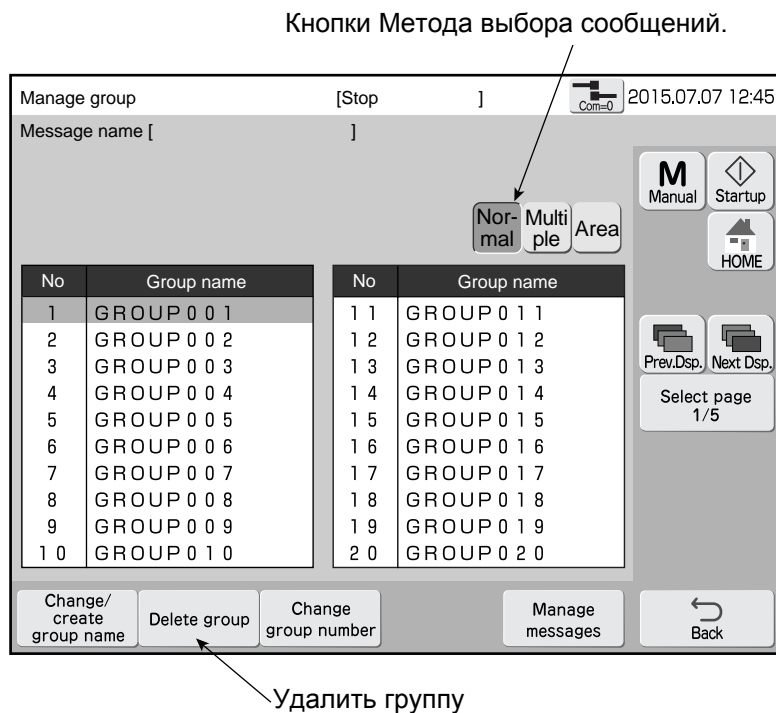 Кнопки Метода выбора сообщений.
Manage group [Stop ] Com=0 2015.07.07 12:45
Message name [ ]
M
Manual
Startup
Nor-
mal
Multi
ple
Area
HOME
No Group name No Group name
1 GROUP001 11 GROUP011
2 GROUP002 12 GROUP012
3 GROUP003 13 GROUP013
4 GROUP004 14 GROUP014
5 GROUP005 15 GROUP015
6 GROUP006 16 GROUP016
7 GROUP007 17 GROUP017
8 GROUP008 18 GROUP018
9 GROUP009 19 GROUP019
10 GROUP010 20 GROUP020
Prev.Dsp. Next Dsp.
Select page
1/5
Change/
create
group name
Delete group
Change
group number
Manage
messages
Back
Удалить группу